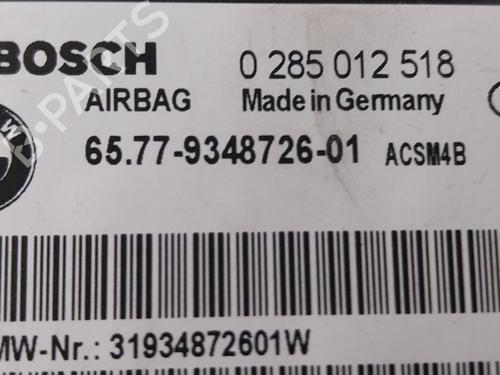 BOSCH 0 285 012 518
AIRBAG Made in Germany
65.77-9348726-01 ACSM4B
MW-Nr.: 31934872601W